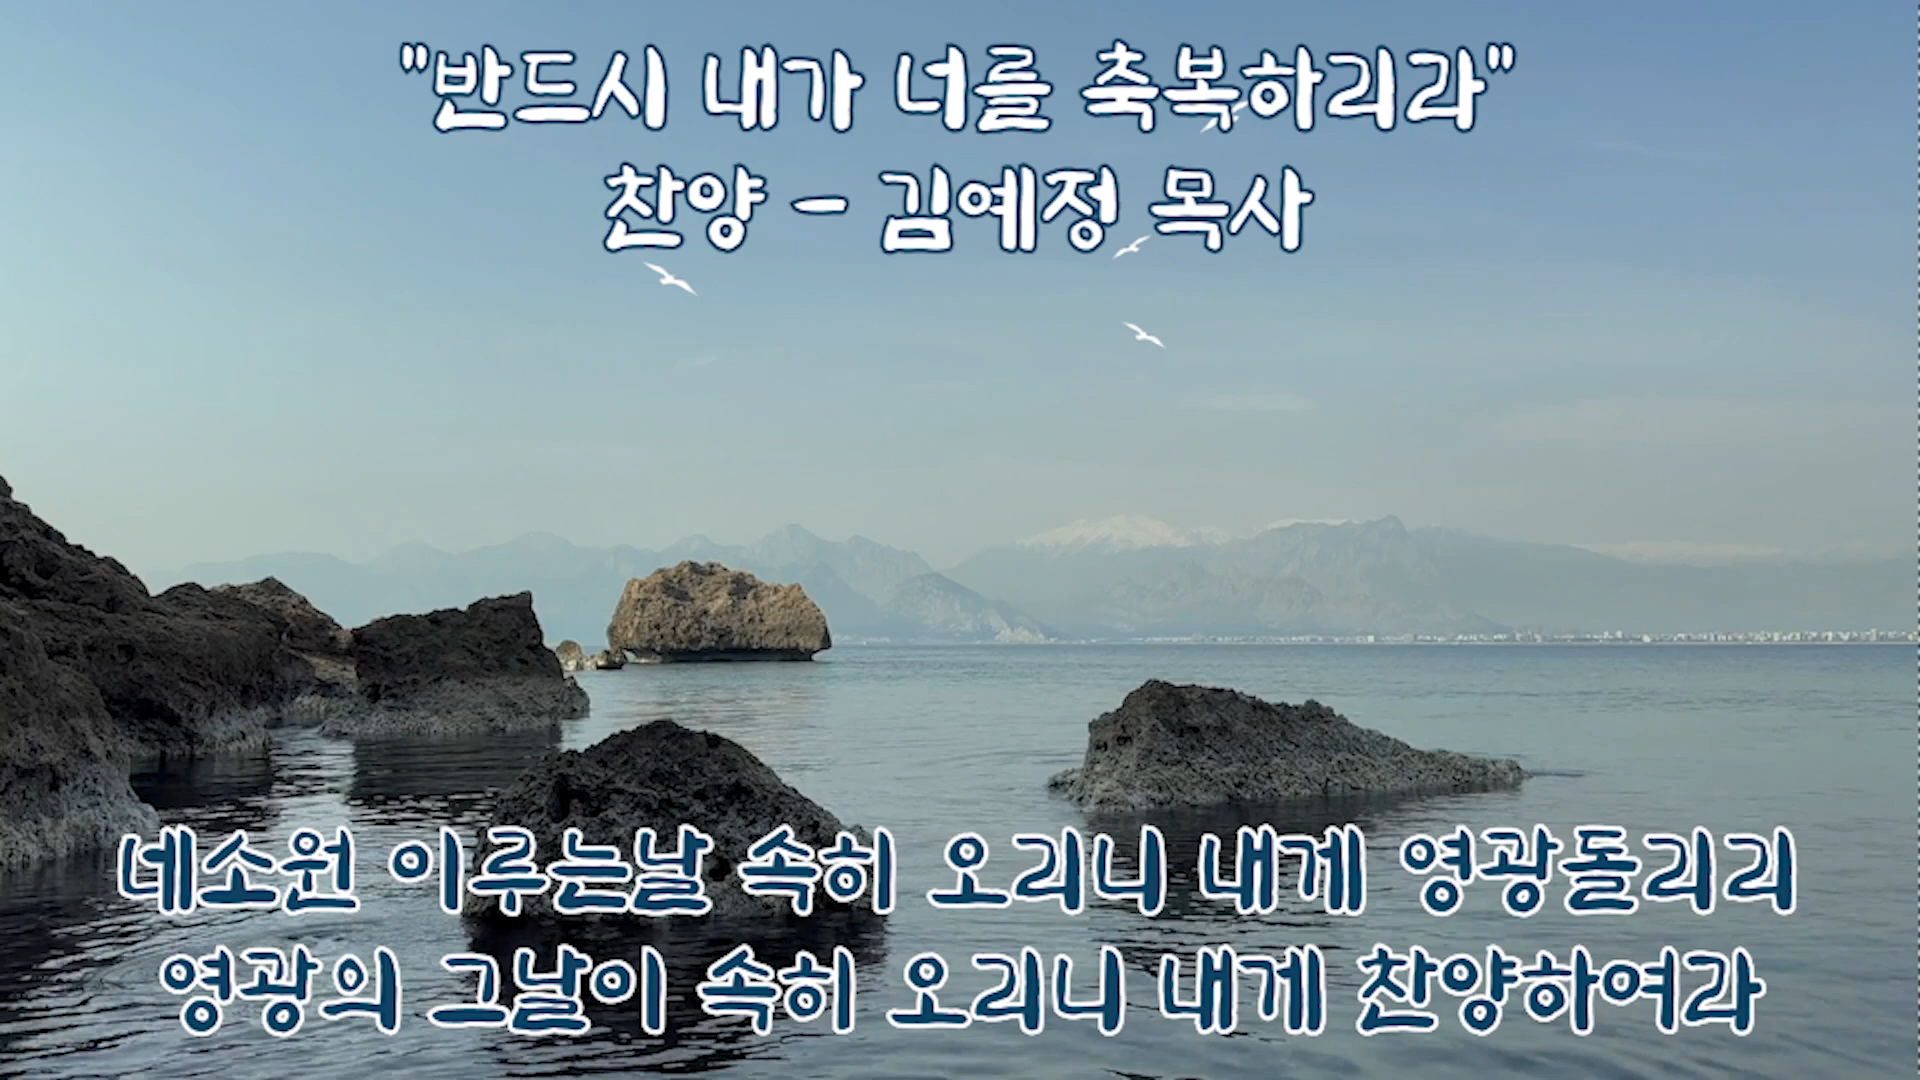 "반드시 내가 너를 축복하리라"
찬양 - 김예정 목사
네소원 이루는날 속히 오리니 내게 영광돌리리
영광의 그날이 속히 오리니 내게 찬양하여라